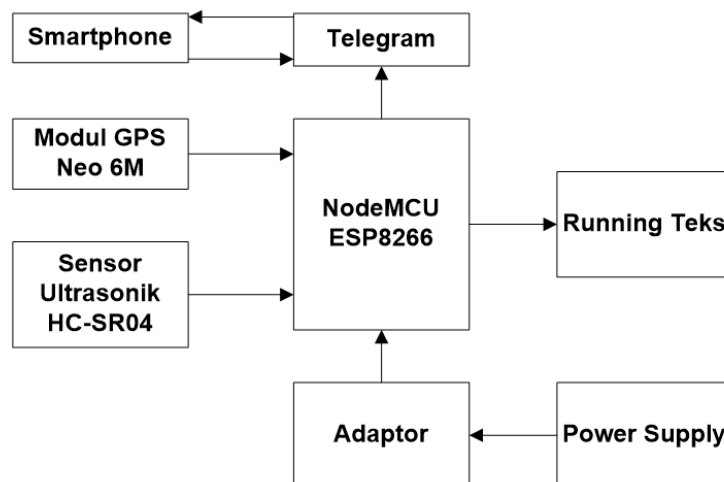 Smartphone
Telegram
Modul GPS
Neo 6M
NodeMCU
ESP8266
Running Teks
Sensor
Ultrasonik
HC-SR04
Adaptor
Power Supply